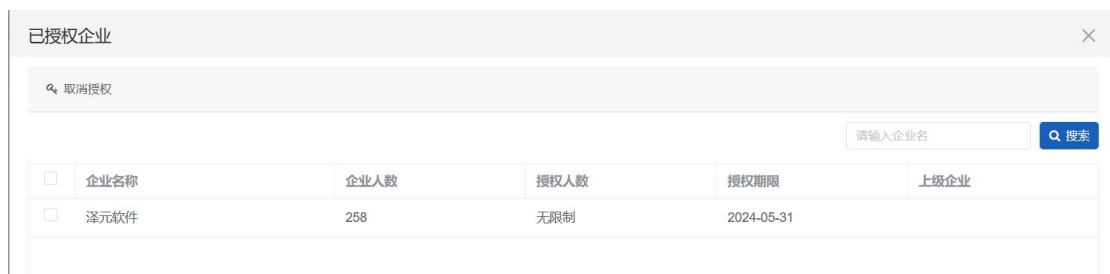 已授权企业
取消授权
请输入企业名 搜索
企业名称 企业人数 授权人数 授权期限 上级企业
泽元软件 258 无限制 2024-05-31